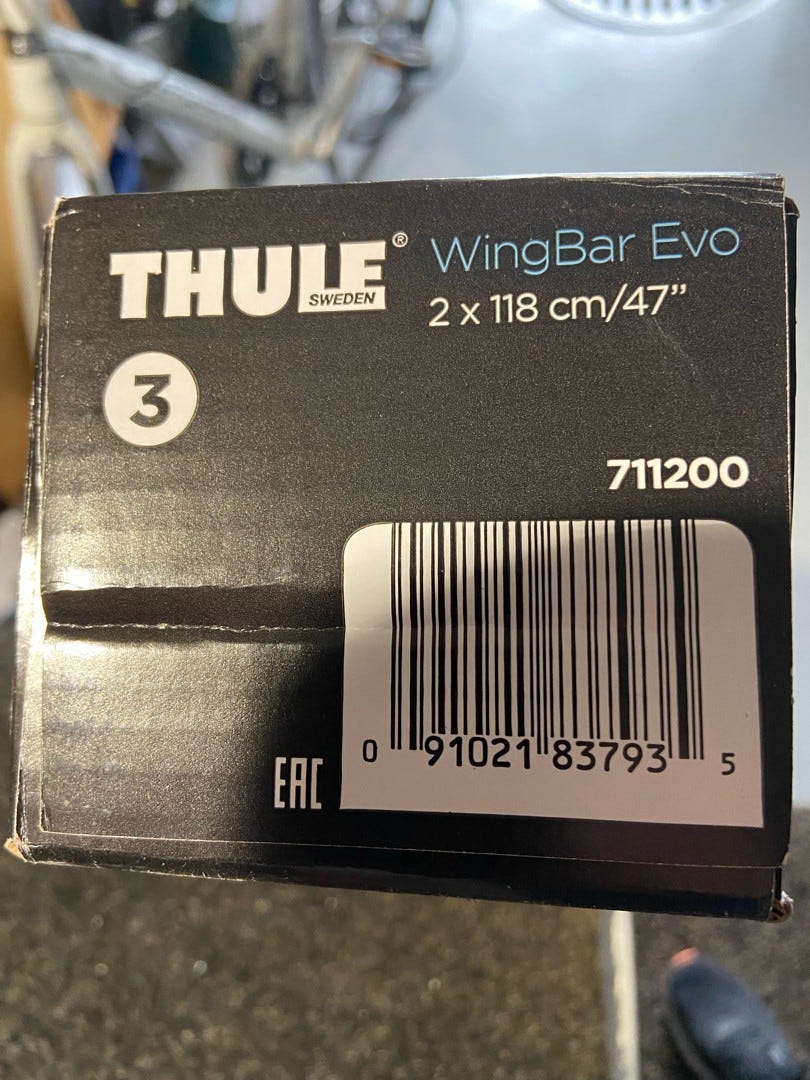 THULE®
SWEDEN
WingBar Evo
2 x 118 cm/47”
3
711200
0 91021 83793 5
EAC